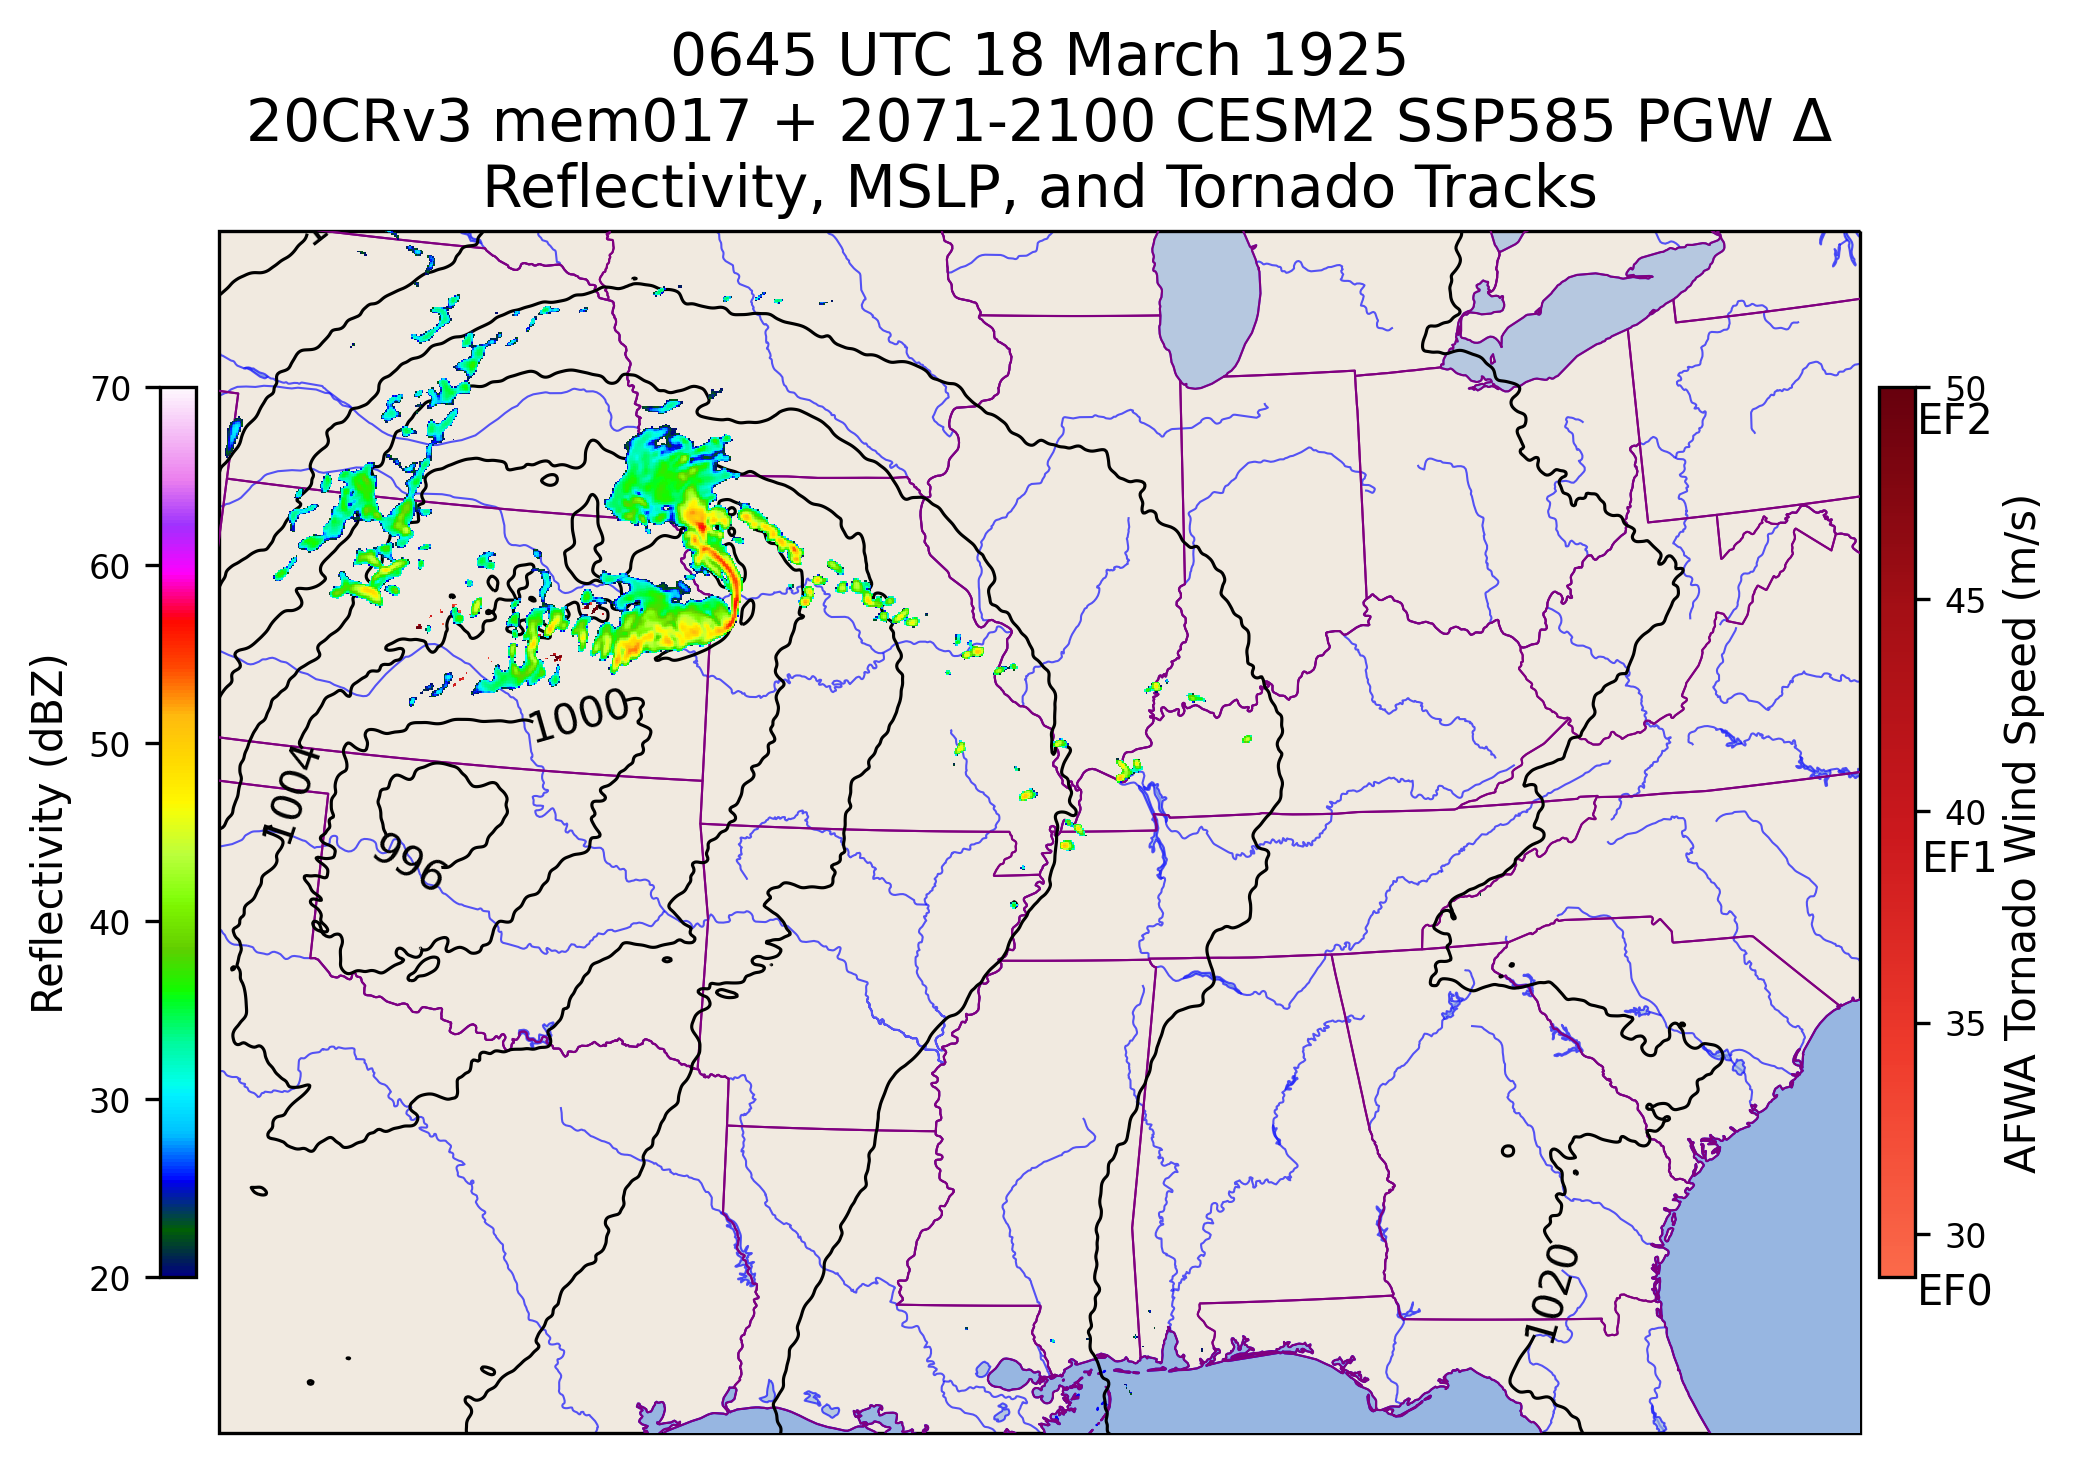 0645 UTC 18 March 1925
20CRv3 mem017 + 2071-2100 CESM2 SSP585 PGW Δ
Reflectivity, MSLP, and Tornado Tracks
Reflectivity (dBZ)
70
60
50
40
30
20
1000
1004
996
1020
50
EF2
45
40
EF1
35
30
EF0
AFWA Tornado Wind Speed (m/s)